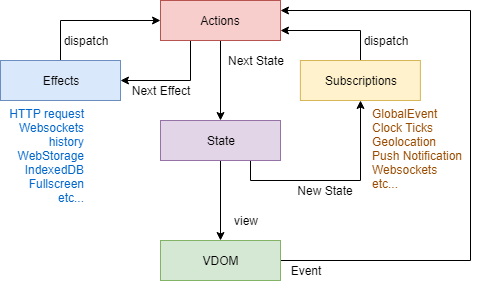 Actions
dispatch
dispatch
Next State
Effects
Next Effect
Subscriptions
HTTP request
Websockets
history
WebStorage
IndexedDB
Fullscreen
etc...
State
GlobalEvent
Clock Ticks
Geolocation
Push Notification
Websockets
etc...
New State
view
VDOM
Event